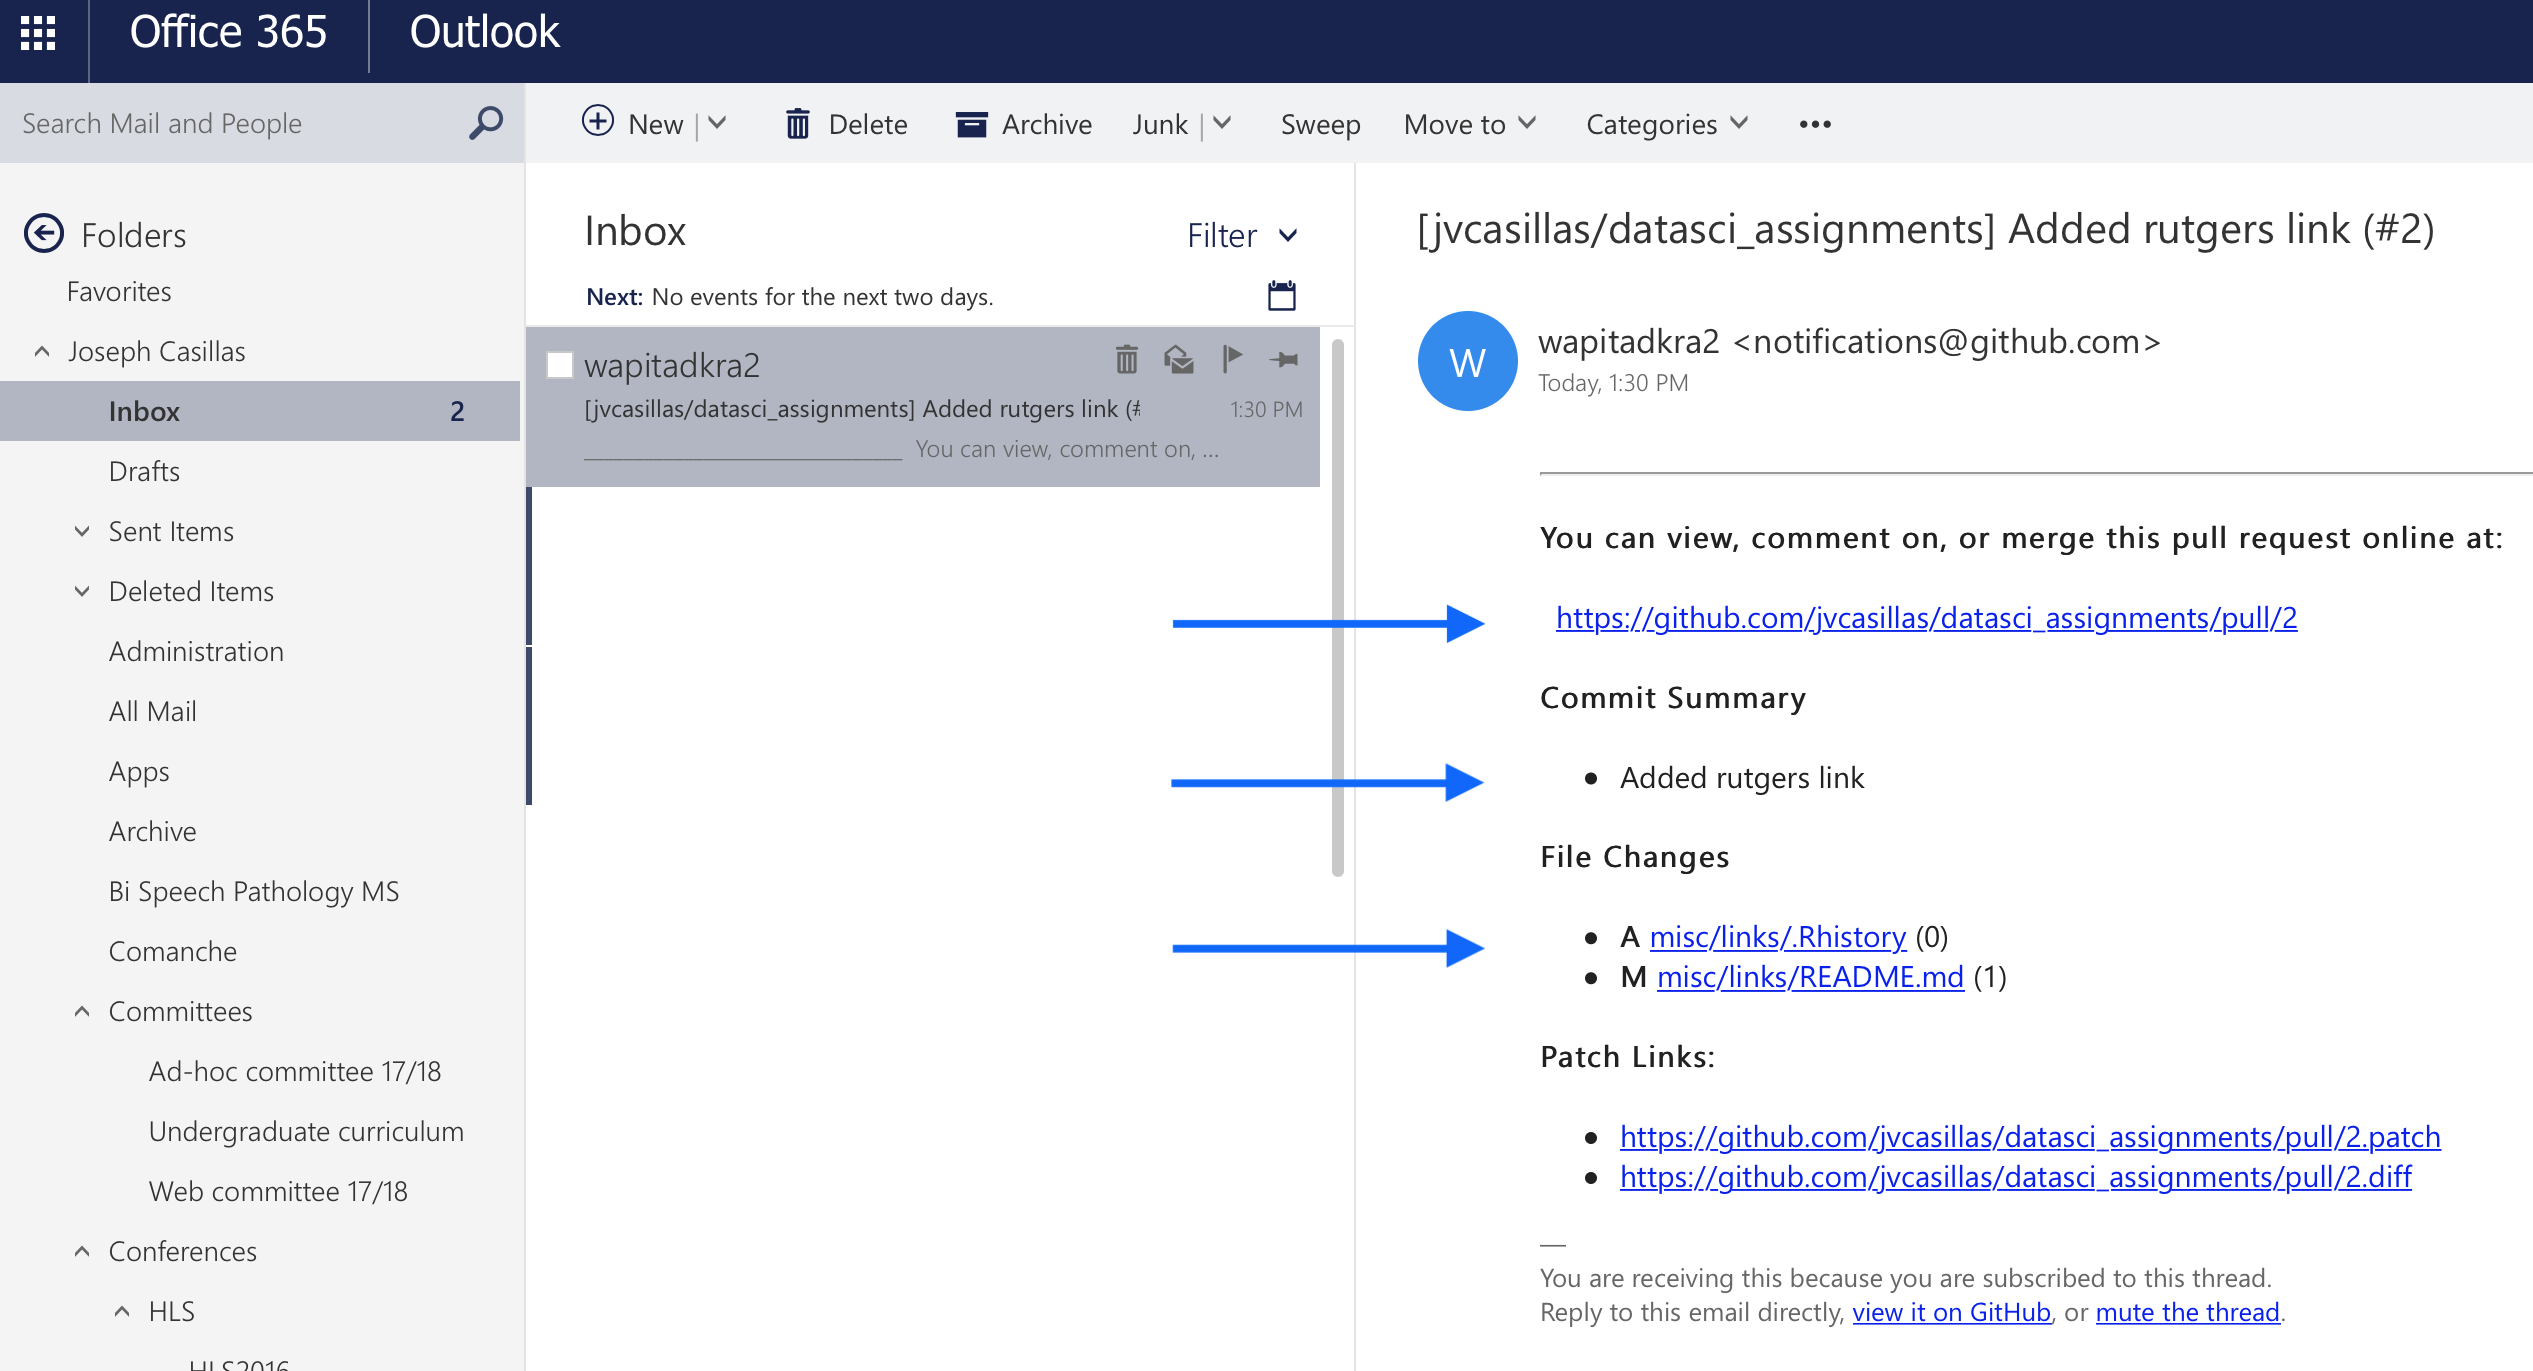 Office 365
Outlook
Search Mail and People
New
Delete
Archive
Junk
Sweep
Move to
Categories
Folders
Favorites
Joseph Casillas
Inbox 2
Drafts
Sent Items
Deleted Items
Administration
All Mail
Apps
Archive
Bi Speech Pathology MS
Comanche
Committees
Ad-hoc committee 17/18
Undergraduate curriculum
Web committee 17/18
Conferences
HLS
HLS2016
Inbox
Filter
Next: No events for the next two days.
wapitadkra2
[jvcasillas/datasci_assignments] Added rutgers link (#
1:30 PM
You can view, comment on, ...
[jvcasillas/datasci_assignments] Added rutgers link (#2)
W
wapitadkra2 <notifications@github.com>
Today, 1:30 PM
You can view, comment on, or merge this pull request online at:
https://github.com/jvcasillas/datasci_assignments/pull/2
Commit Summary
• Added rutgers link
File Changes
• A misc/links/.Rhistory (0)
• M misc/links/README.md (1)
Patch Links:
• https://github.com/jvcasillas/datasci_assignments/pull/2.patch
• https://github.com/jvcasillas/datasci_assignments/pull/2.diff
—
You are receiving this because you are subscribed to this thread.
Reply to this email directly, view it on GitHub, or mute the thread.